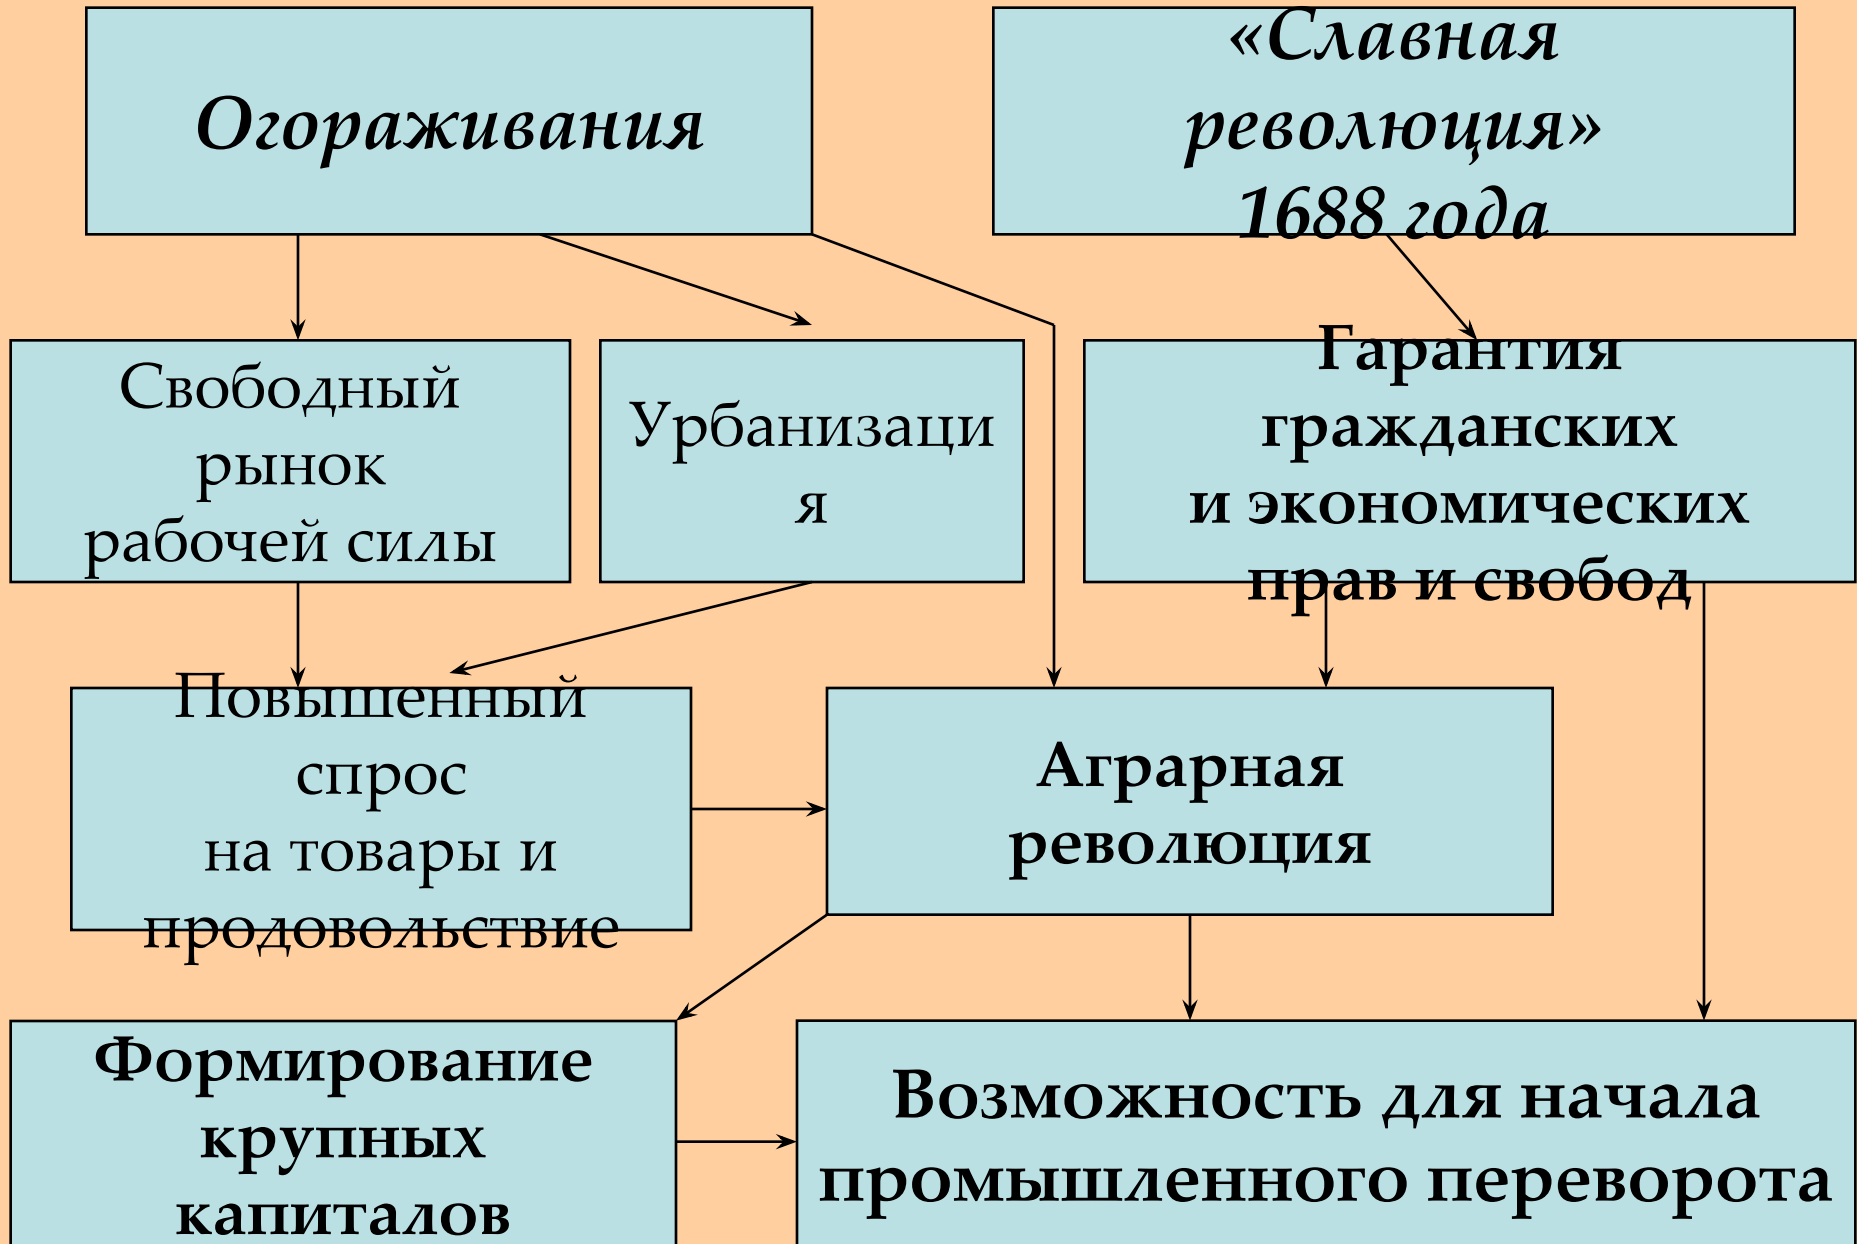 Огораживания
«Славная
революция»
1688 года
Свободный
рынок
рабочей силы
Урбанизаци
я
Гарантия
гражданских
и экономических
прав и свобод
Повышенный
спрос
на товары и
продовольствие
Аграрная
революция
Формирование
крупных
капиталов
Возможность для начала
промышленного переворота